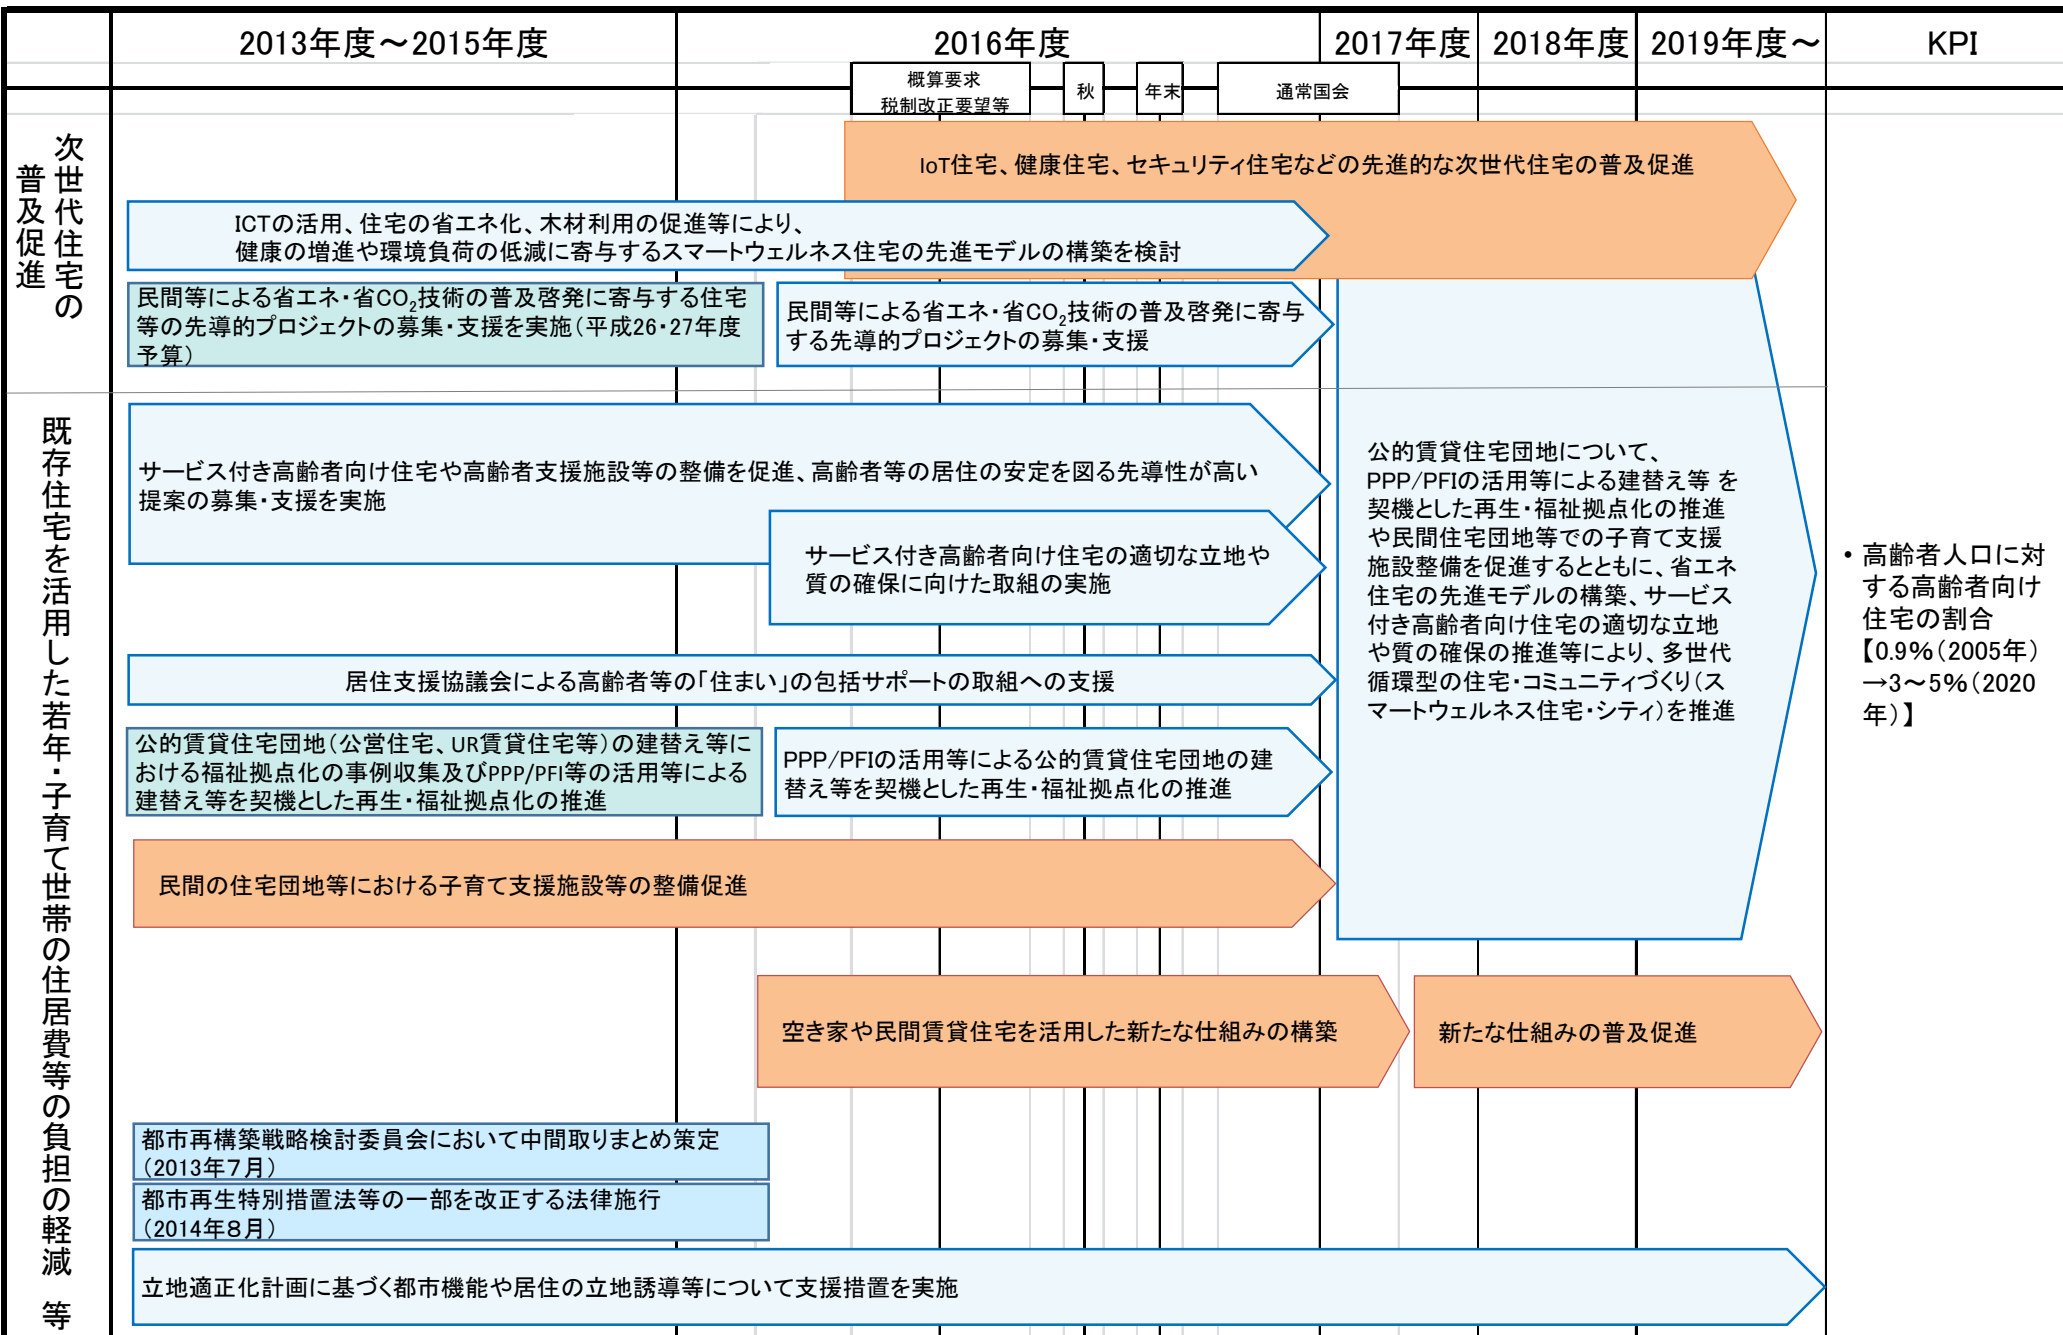 2013年度～2015年度
2016年度
2017年度
2018年度
2019年度～
KPI
概算要求
税制改正要望等
秋
年末
通常国会
次世代住宅の
普及促進
IoT住宅、健康住宅、セキュリティ住宅などの先進的な次世代住宅の普及促進
ICTの活用、住宅の省エネ化、木材利用の促進等により、
健康の増進や環境負荷の低減に寄与するスマートウェルネス住宅の先進モデルの構築を検討
民間等による省エネ・省CO₂技術の普及啓発に寄与する住宅
等の先導的プロジェクトの募集・支援を実施（平成26・27年度
予算）
民間等による省エネ・省CO₂技術の普及啓発に寄与
する先導的プロジェクトの募集・支援
既存住宅を活用した若年・子育て世帯の住居費等の負担の軽減 等
サービス付き高齢者向け住宅や高齢者支援施設等の整備を促進、高齢者等の居住の安定を図る先導性が高い
提案の募集・支援を実施
サービス付き高齢者向け住宅の適切な立地や
質の確保に向けた取組の実施
居住支援協議会による高齢者等の「住まい」の包括サポートの取組への支援
公的賃貸住宅団地（公営住宅、UR賃貸住宅等）の建替え等に
おける福祉拠点化の事例収集及びPPP/PFI等の活用等による
建替え等を契機とした再生・福祉拠点化の推進
PPP/PFIの活用等による公的賃貸住宅団地の建
替え等を契機とした再生・福祉拠点化の推進
民間の住宅団地等における子育て支援施設等の整備促進
公的賃貸住宅団地について、
PPP/PFIの活用等による建替え等 を
契機とした再生・福祉拠点化の推進
や民間住宅団地等での子育て支援
施設整備を促進するとともに、省エネ
住宅の先進モデルの構築、サービス
付き高齢者向け住宅の適切な立地
や質の確保の推進等により、多世代
循環型の住宅・コミュニティづくり（ス
マートウェルネス住宅・シティ）を推進
空き家や民間賃貸住宅を活用した新たな仕組みの構築
新たな仕組みの普及促進
都市再構築戦略検討委員会において中間取りまとめ策定
（2013年７月）
都市再生特別措置法等の一部を改正する法律施行
（2014年８月）
立地適正化計画に基づく都市機能や居住の立地誘導等について支援措置を実施
• 高齢者人口に対
する高齢者向け
住宅の割合
【0.9%（2005年）
→3～5%（2020
年）】